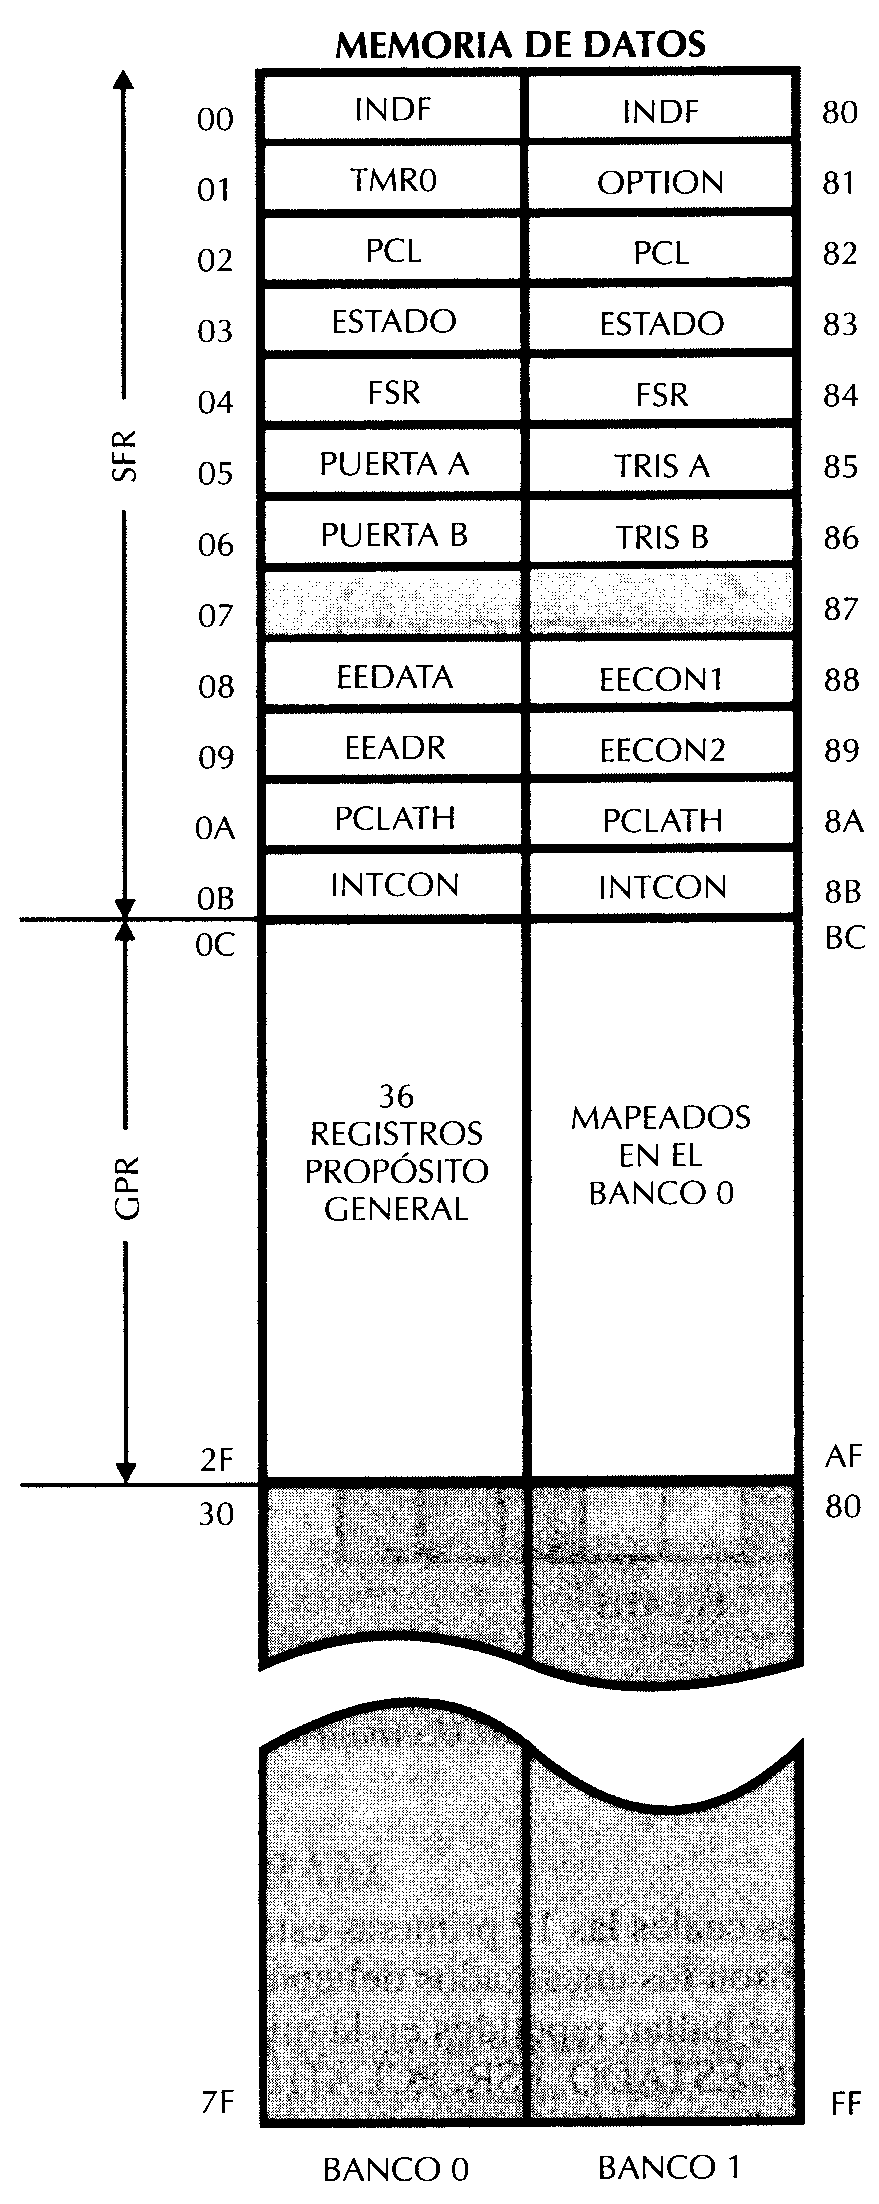 MEMORIA DE DATOS
00 INDF INDF 80
01 TMR0 OPTION 81
02 PCL PCL 82
03 ESTADO ESTADO 83
04 FSR FSR 84
05 PUERTA A TRIS A 85
06 PUERTA B TRIS B 86
07 87
08 EEDATA EECON1 88
09 EEADR EECON2 89
0A PCLATH PCLATH 8A
0B INTCON INTCON 8B
SFR
0C BC
36
REGISTROS
PROPÓSITO
GENERAL
MAPEADOS
EN EL
BANCO 0
GPR
2F AF
30 80
7F FF
BANCO 0 BANCO 1